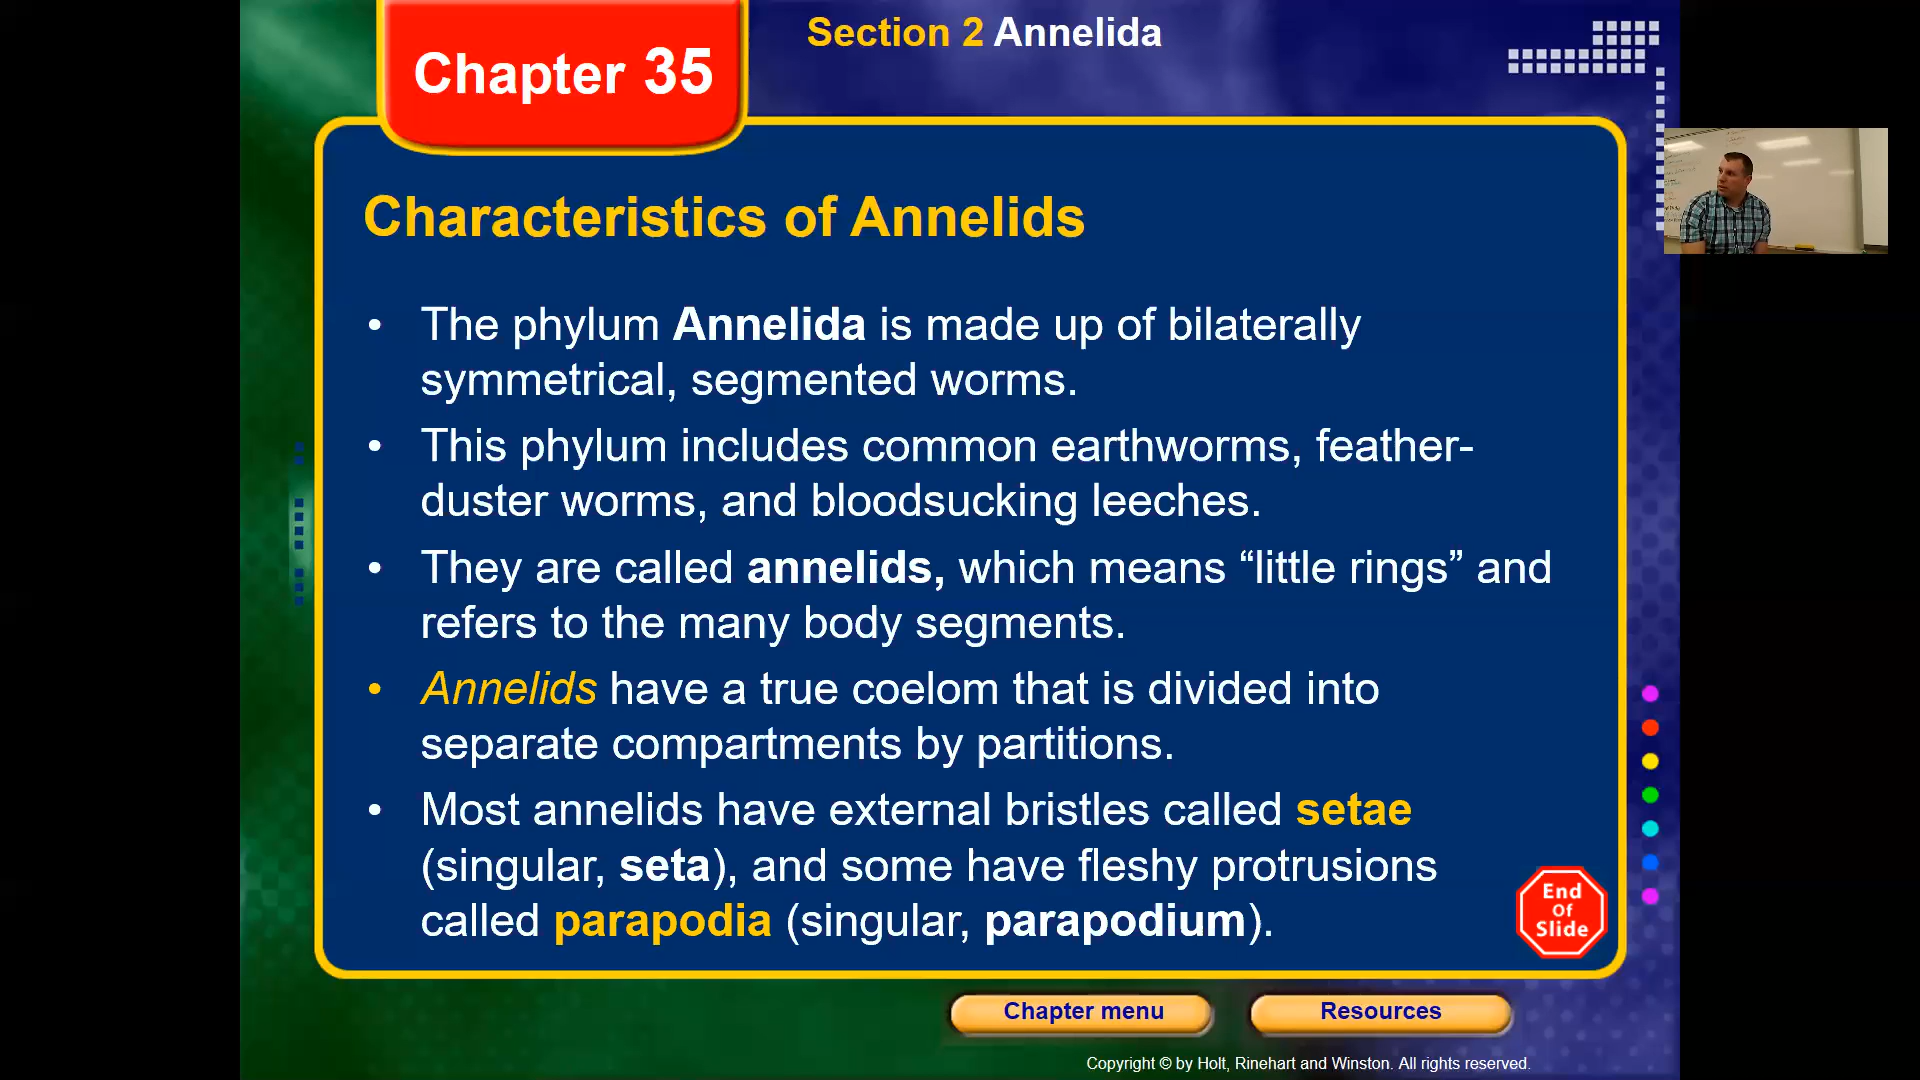 Section 2 Annelida
Chapter 35
Characteristics of Annelids
• The phylum Annelida is made up of bilaterally
symmetrical, segmented worms.
• This phylum includes common earthworms, feather-
duster worms, and bloodsucking leeches.
• They are called annelids, which means “little rings” and
refers to the many body segments.
• Annelids have a true coelom that is divided into
separate compartments by partitions.
• Most annelids have external bristles called setae
(singular, seta), and some have fleshy protrusions
called parapodia (singular, parapodium).
End
Of
Slide
Chapter menu
Resources
Copyright © by Holt, Rinehart and Winston. All rights reserved.